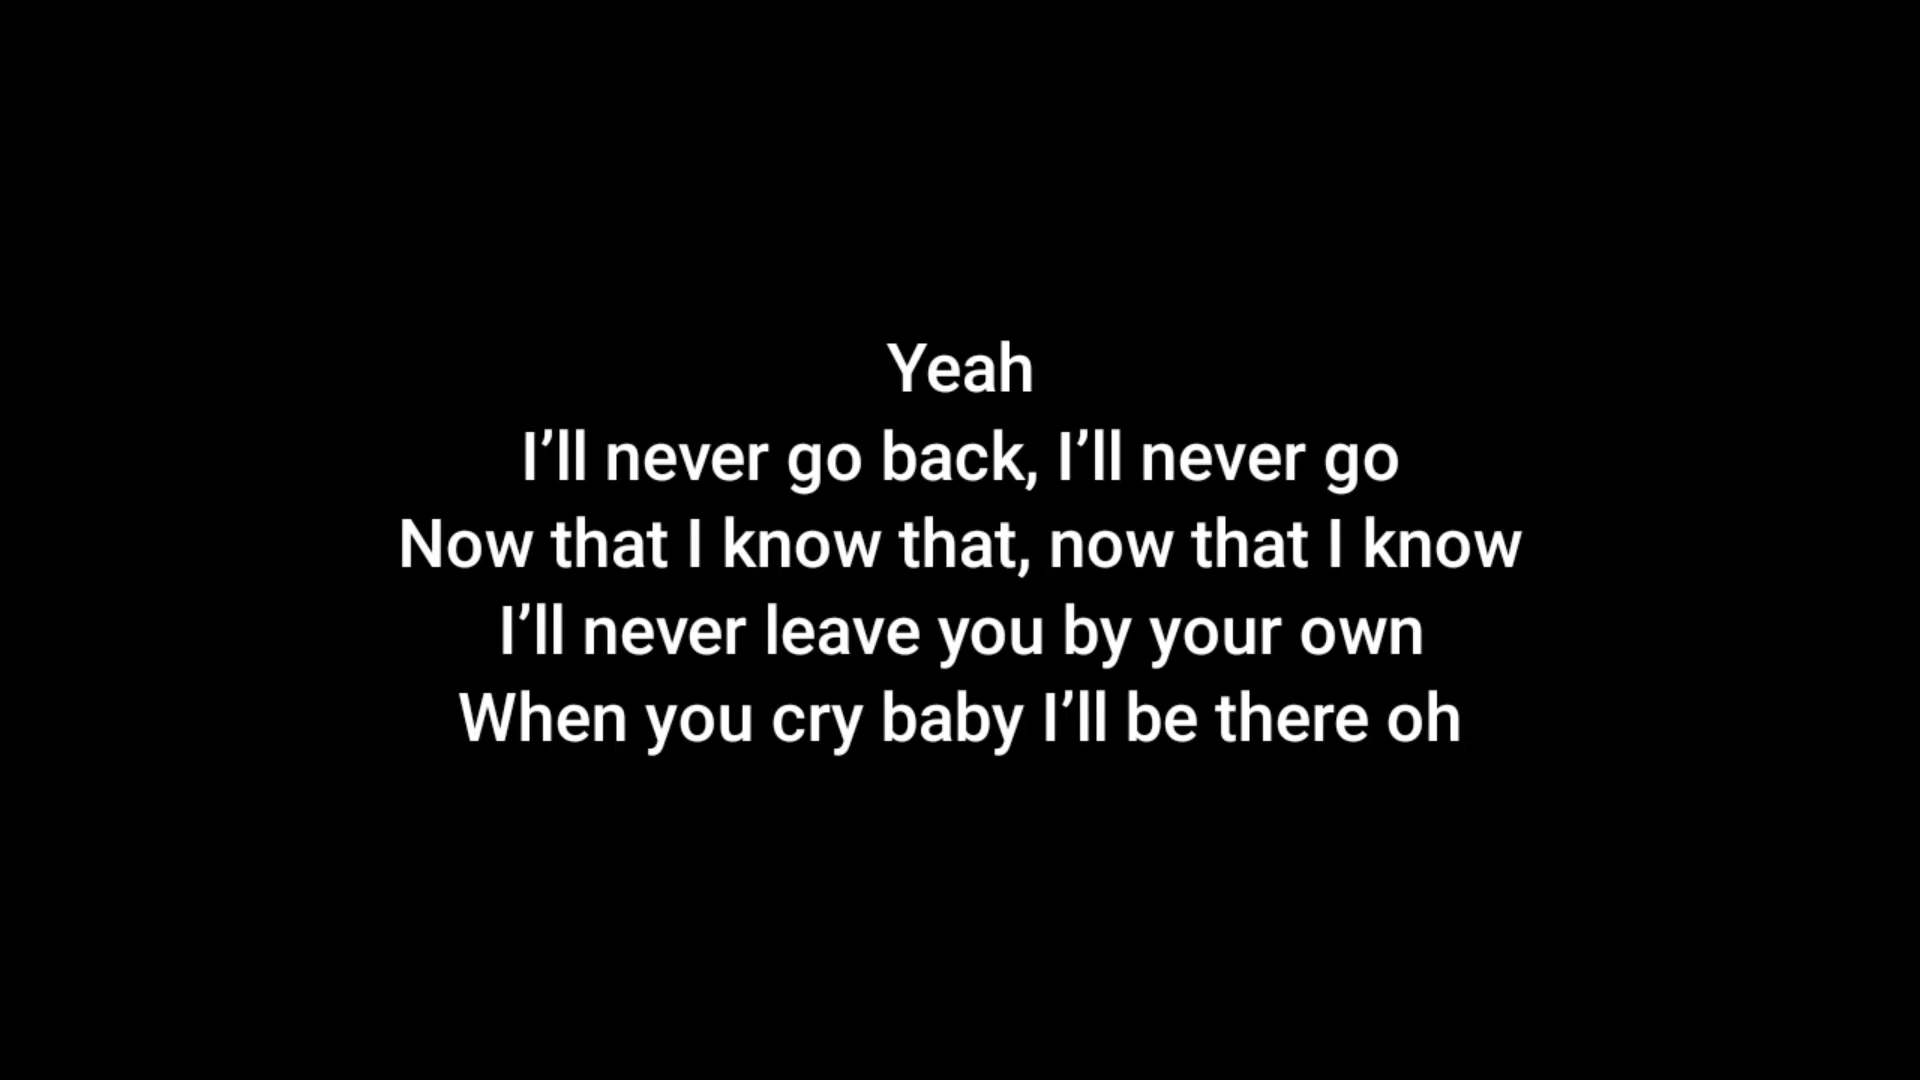 Yeah
I’ll never go back, I’ll never go
Now that I know that, now that I know
I’ll never leave you by your own
When you cry baby I’ll be there oh